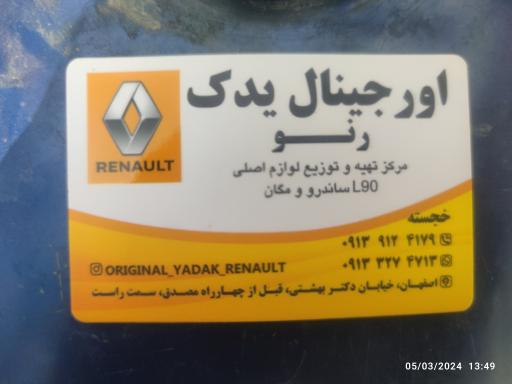 اورجینال یدک
رنو
RENAULT
مرکز تهیه و توزیع لوازم اصلی
L90 ساندرو و مگان
خجسته
۰۹۱۳ ۹۱۲ ۴۱۷۹
۰۹۱۳ ۳۲۷ ۴۷۱۳
ORIGINAL_YADAK_RENAULT
اصفهان، خیابان دکتر بهشتی، قبل از چهارراه مصدق، سمت راست
05/03/2024 13:49